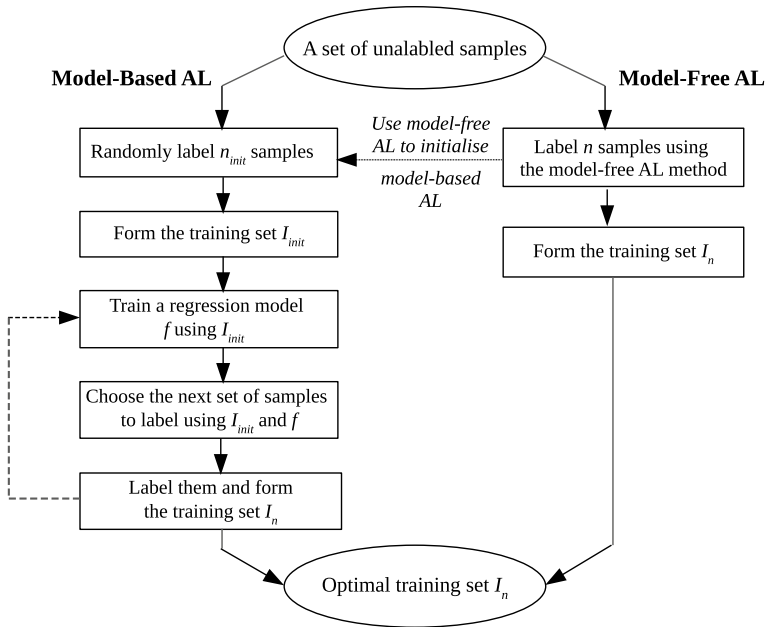 A set of unalabled samples
Model-Based AL
Model-Free AL
Randomly label n_init samples
Use model-free
AL to initialise
model-based
AL
Label n samples using
the model-free AL method
Form the training set I_init
Form the training set I_n
Train a regression model
f using I_init
Choose the next set of samples
to label using I_init and f
Label them and form
the training set I_n
Optimal training set I_n